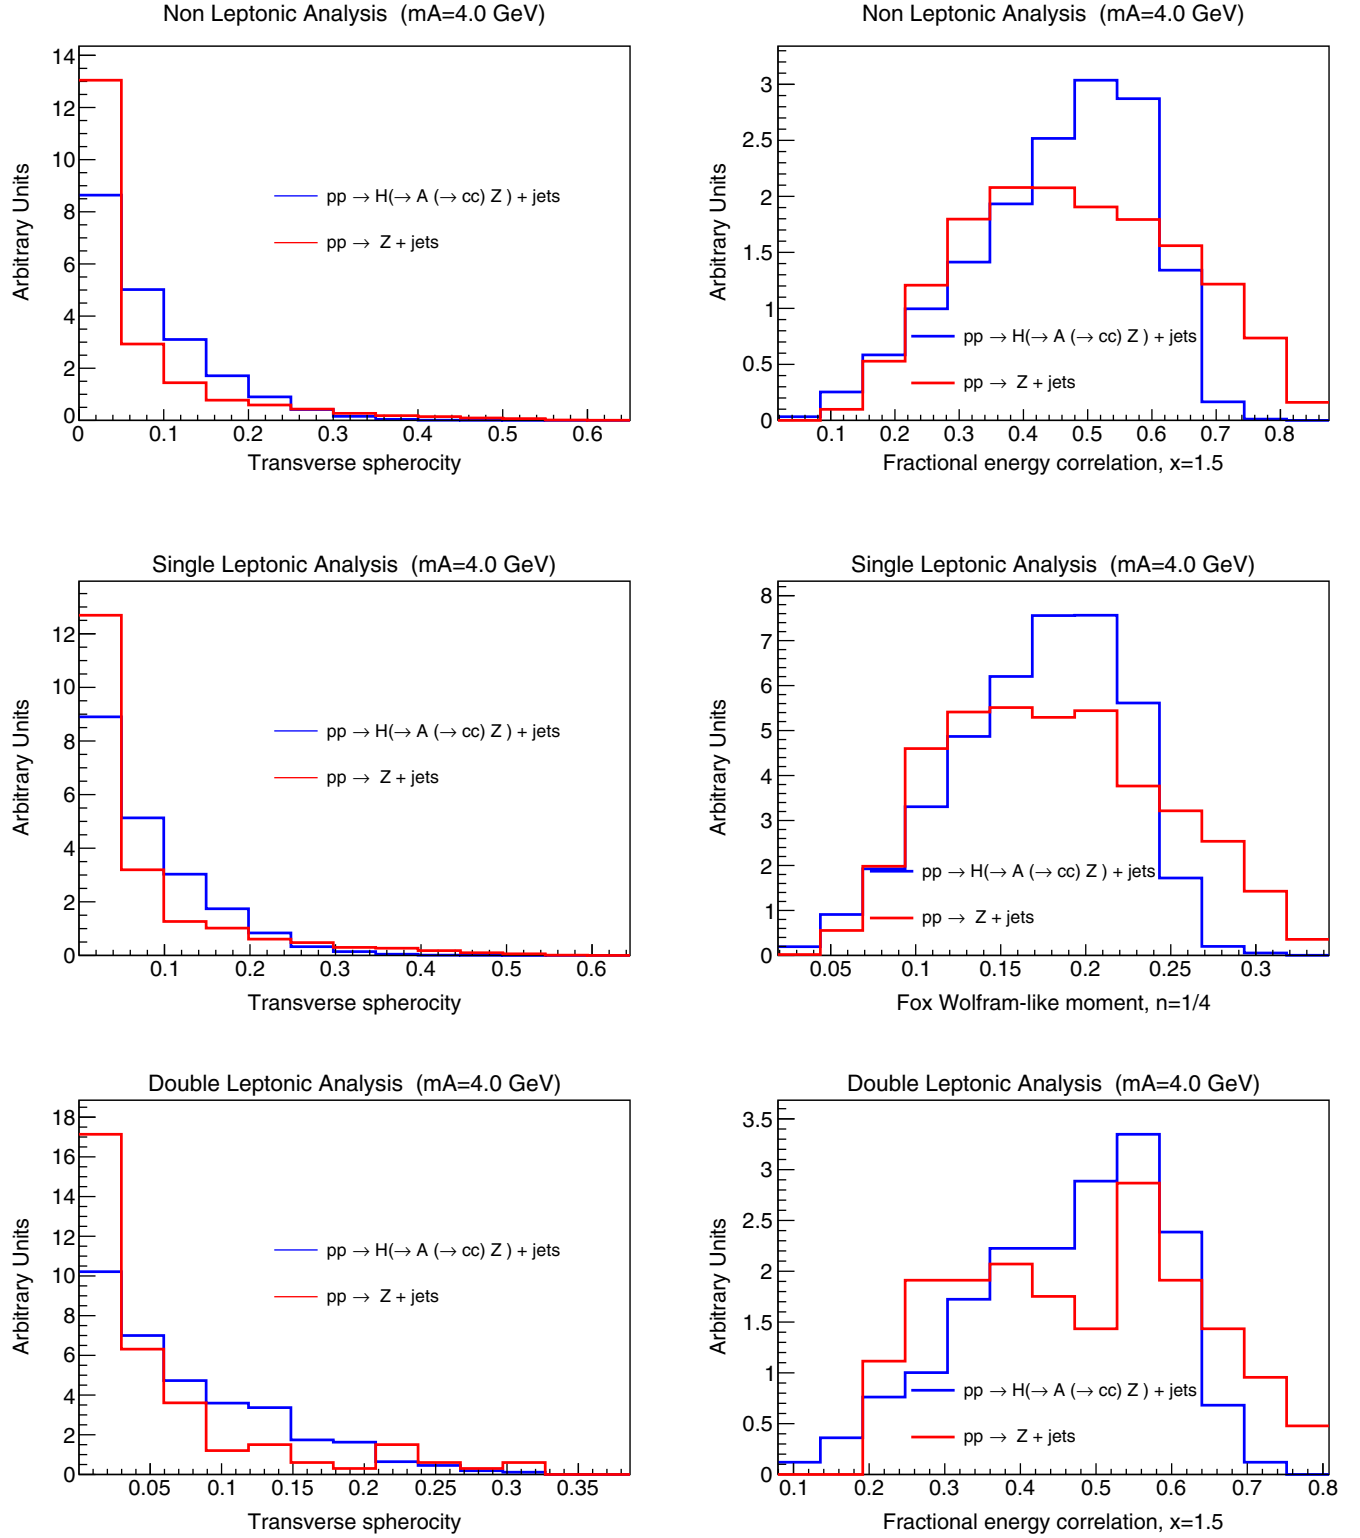 Non Leptonic Analysis (mA=4.0 GeV)
Arbitrary Units
14
12
10
8
6
4
2
0
pp → H(→ A (→ cc) Z ) + jets
pp → Z + jets
0 0.1 0.2 0.3 0.4 0.5 0.6
Transverse spherocity
Non Leptonic Analysis (mA=4.0 GeV)
Arbitrary Units
3
2.5
2
1.5
1
0.5
0
pp → H(→ A (→ cc) Z ) + jets
pp → Z + jets
0.1 0.2 0.3 0.4 0.5 0.6 0.7 0.8
Fractional energy correlation, x=1.5
Single Leptonic Analysis (mA=4.0 GeV)
Arbitrary Units
12
10
8
6
4
2
0
pp → H(→ A (→ cc) Z ) + jets
pp → Z + jets
0.1 0.2 0.3 0.4 0.5 0.6
Transverse spherocity
Single Leptonic Analysis (mA=4.0 GeV)
Arbitrary Units
8
7
6
5
4
3
2
1
0
pp → H(→ A (→ cc) Z ) + jets
pp → Z + jets
0.05 0.1 0.15 0.2 0.25 0.3
Fox Wolfram-like moment, n=1/4
Double Leptonic Analysis (mA=4.0 GeV)
Arbitrary Units
18
16
14
12
10
8
6
4
2
0
pp → H(→ A (→ cc) Z ) + jets
pp → Z + jets
0.05 0.1 0.15 0.2 0.25 0.3 0.35
Transverse spherocity
Double Leptonic Analysis (mA=4.0 GeV)
Arbitrary Units
3.5
3
2.5
2
1.5
1
0.5
0
pp → H(→ A (→ cc) Z ) + jets
pp → Z + jets
0.1 0.2 0.3 0.4 0.5 0.6 0.7 0.8
Fractional energy correlation, x=1.5